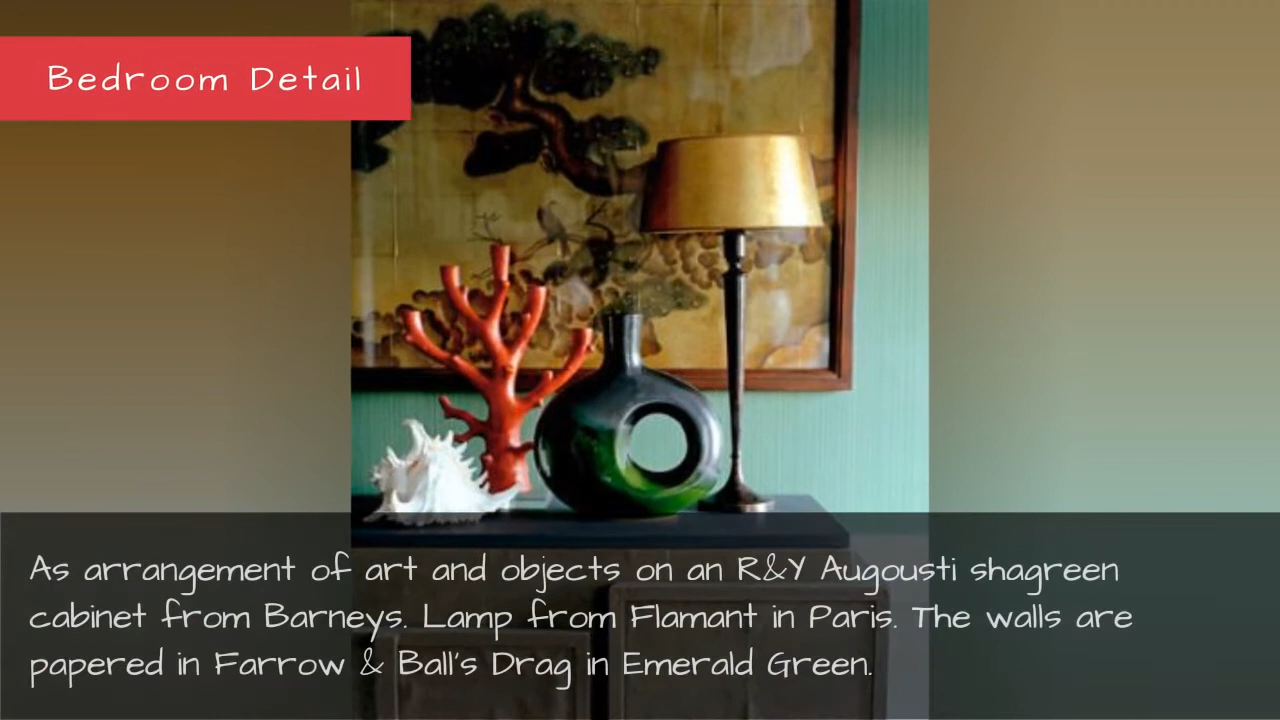 Bedroom Detail
As arrangement of art and objects on an R&Y Augousti shagreen
cabinet from Barneys. Lamp from Flamant in Paris. The walls are
papered in Farrow & Ball's Drag in Emerald Green.